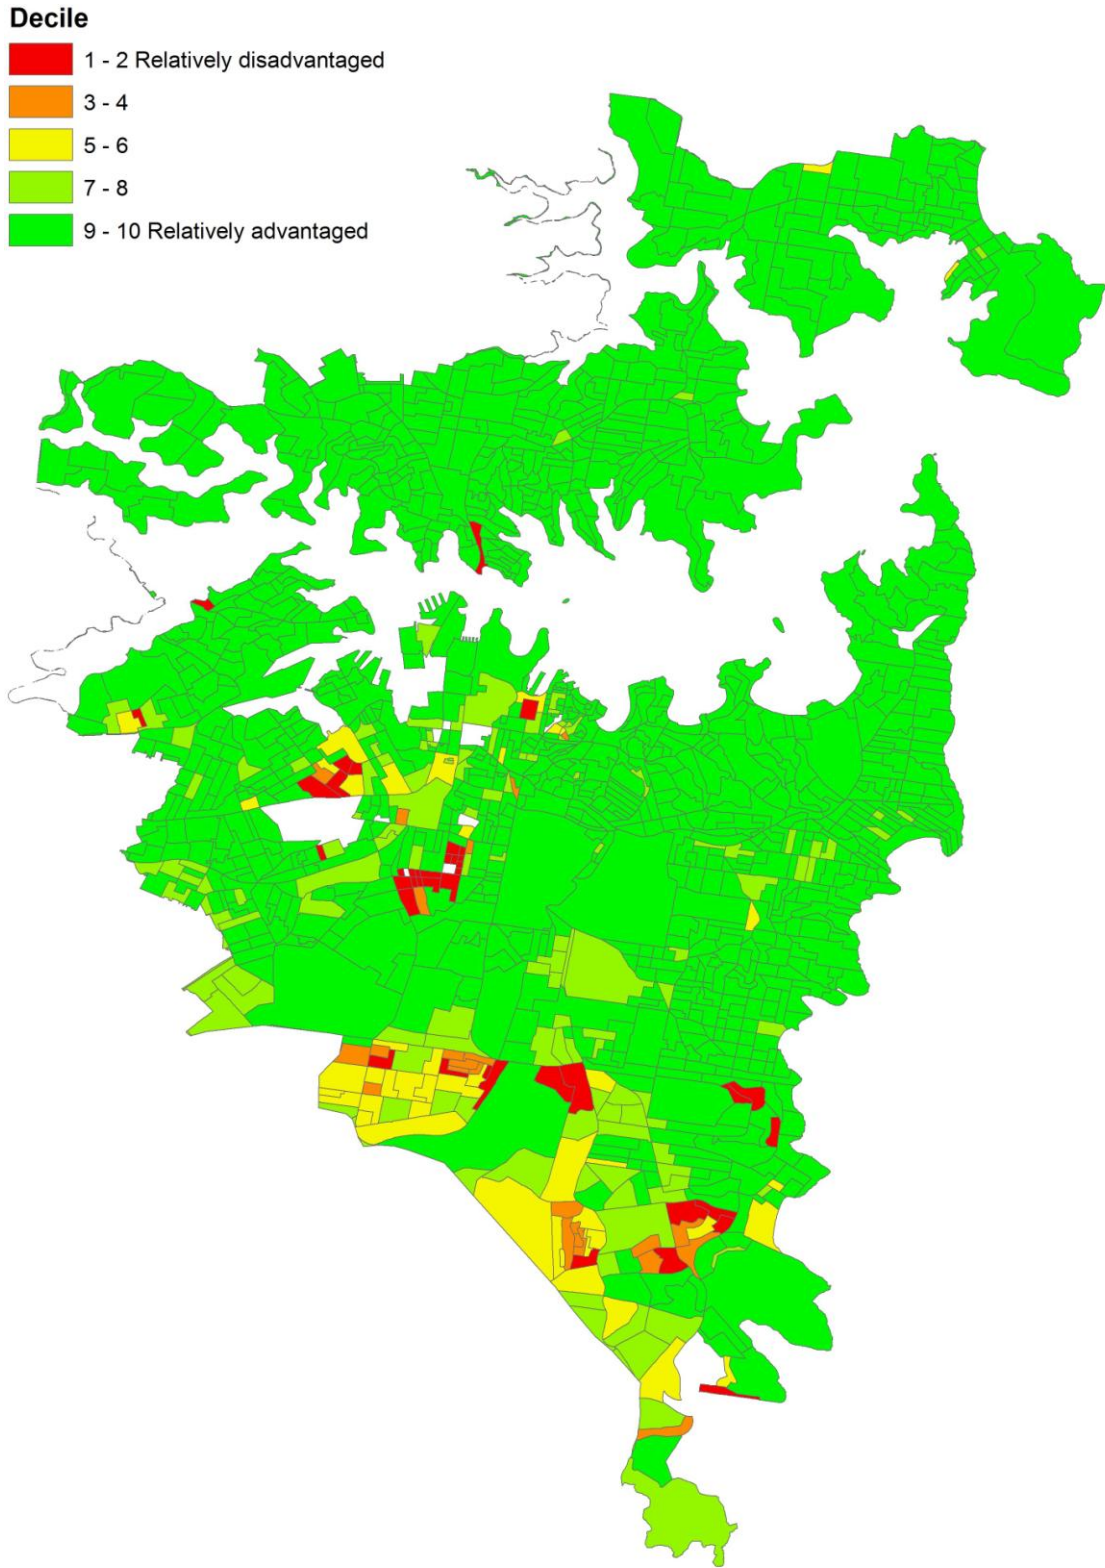 Decile
1 - 2 Relatively disadvantaged
3 - 4
5 - 6
7 - 8
9 - 10 Relatively advantaged